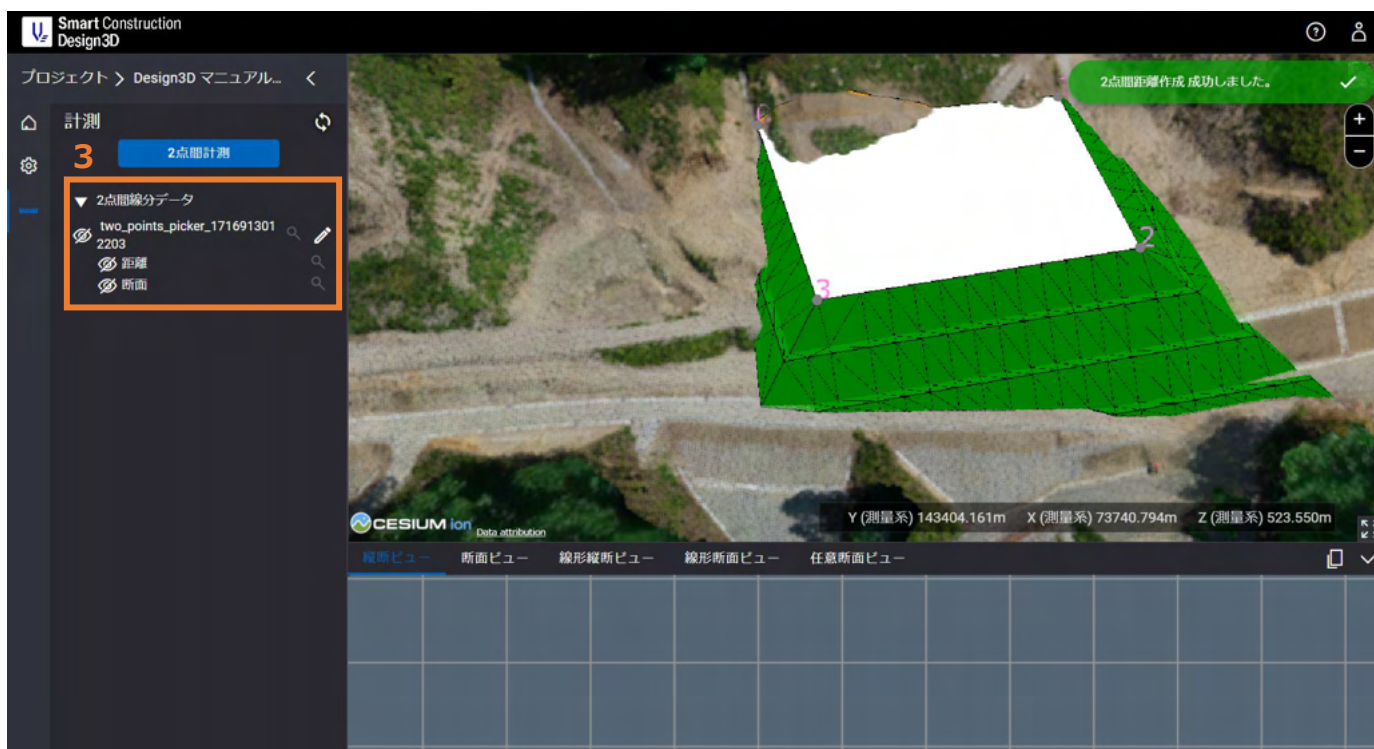 Smart Construction
Design3D
プロジェクト > Design3D マニュアル... <
2点間距離作成 成功しました。
計測
3
2点間計測
+
-
▼ 2点間線分データ
two_points_picker_171691301
2203
距離
断面
6
2
3
CESIUM ion
Data attribution
Y (測量系) 143404.161m X (測量系) 73740.794m Z (測量系) 523.550m
縦断ビュー 断面ビュー 線形縦断ビュー 線形断面ビュー 任意断面ビュー